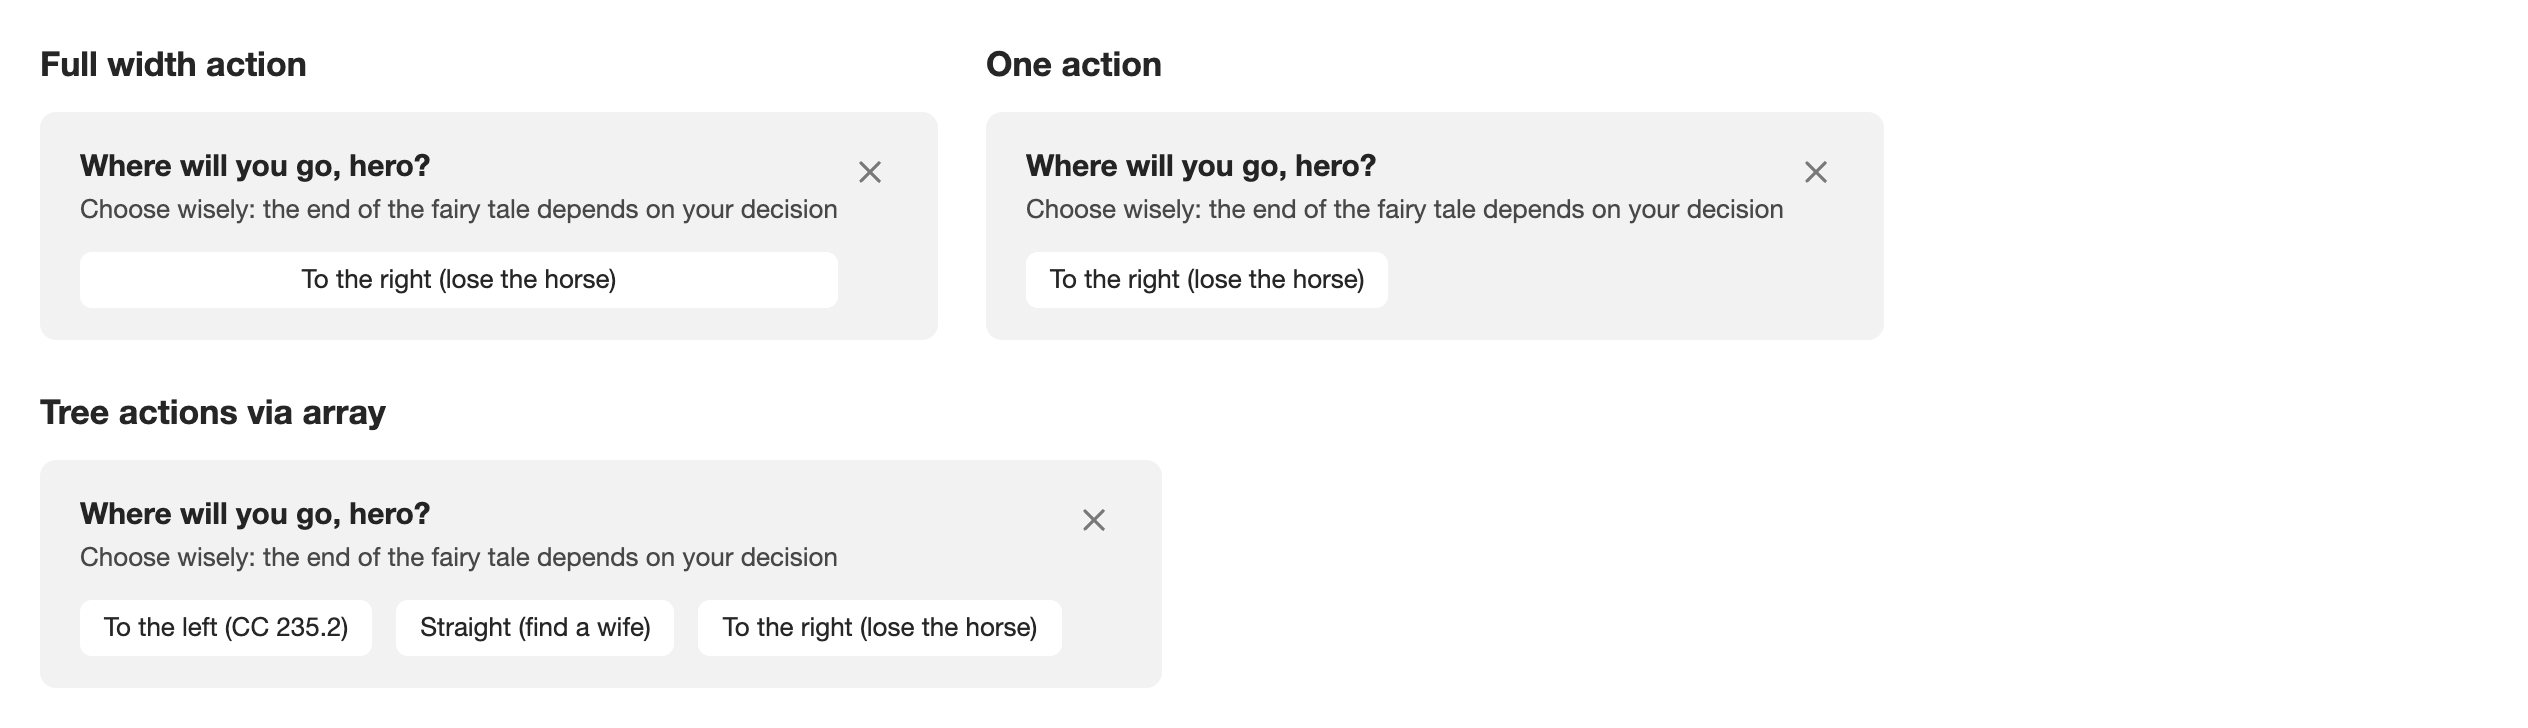 Full width action
Where will you go, hero?
Choose wisely: the end of the fairy tale depends on your decision
To the right (lose the horse)
One action
Where will you go, hero?
Choose wisely: the end of the fairy tale depends on your decision
To the right (lose the horse)
Tree actions via array
Where will you go, hero?
Choose wisely: the end of the fairy tale depends on your decision
To the left (CC 235.2)
Straight (find a wife)
To the right (lose the horse)